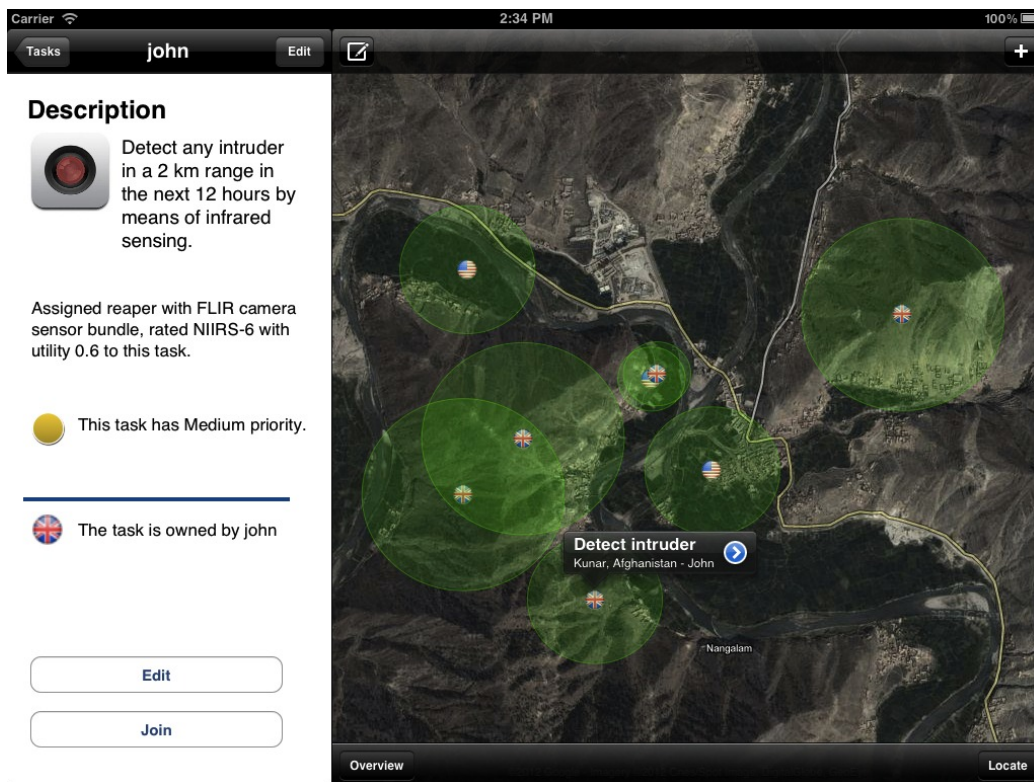 Carrier
2:34 PM
100%
Tasks
john
Edit
Description
Detect any intruder
in a 2 km range in
the next 12 hours by
means of infrared
sensing.
Assigned reaper with FLIR camera
sensor bundle, rated NIIRS-6 with
utility 0.6 to this task.
This task has Medium priority.
The task is owned by john
Edit
Join
+
Detect intruder
Kunar, Afghanistan - John
Nangalam
Overview
Locate